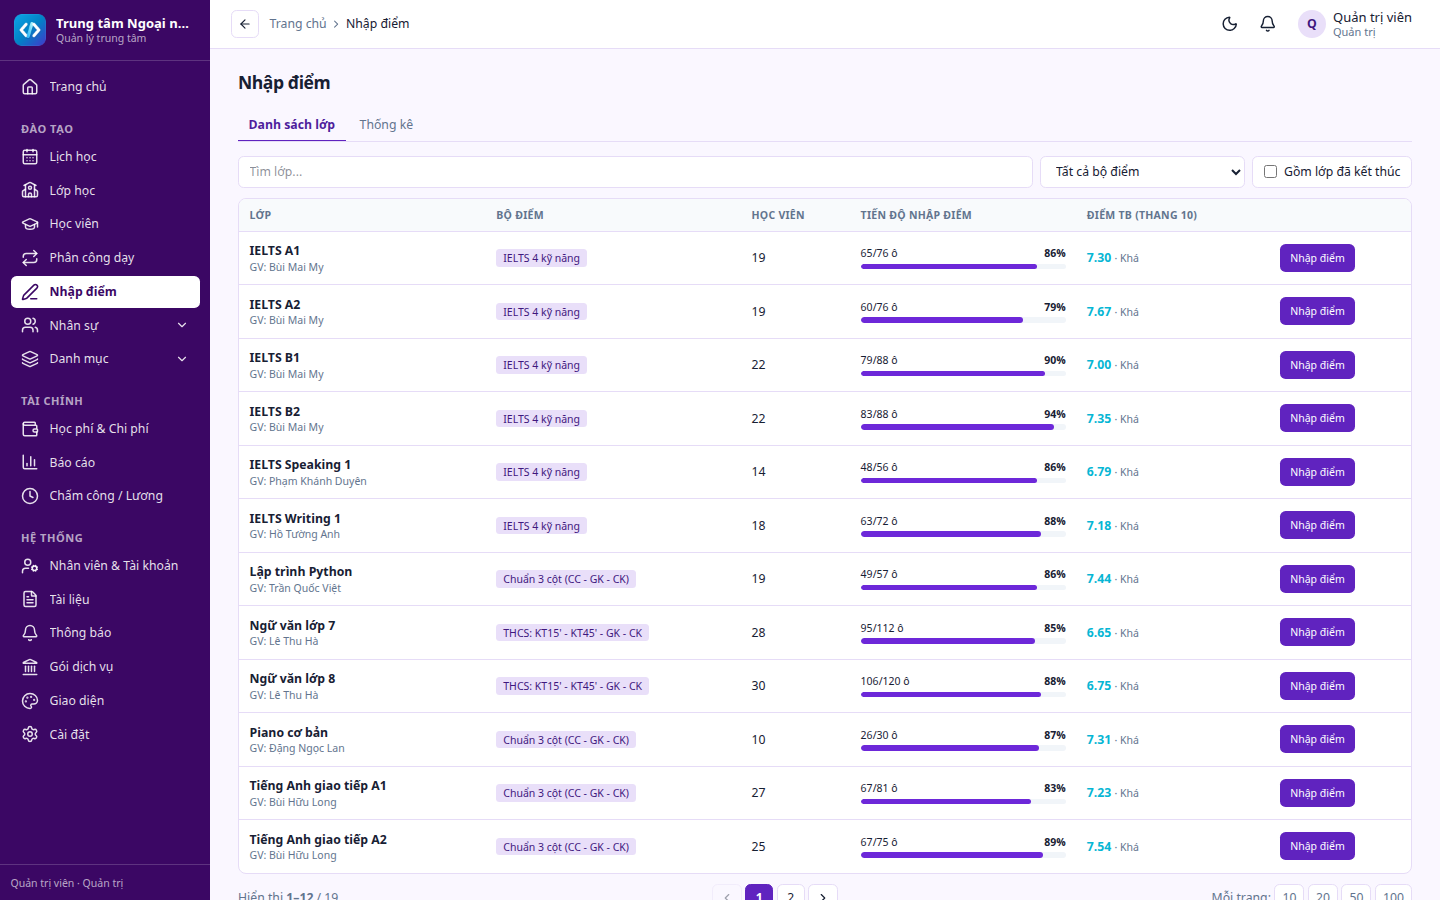 Trung tâm Ngoại n...
Quản lý trung tâm
Trang chủ
ĐÀO TẠO
Lịch học
Lớp học
Học viên
Phân công dạy
Nhập điểm
Nhân sự
Danh mục
TÀI CHÍNH
Học phí & Chi phí
Báo cáo
Chấm công / Lương
HỆ THỐNG
Nhân viên & Tài khoản
Tài liệu
Thông báo
Gói dịch vụ
Giao diện
Cài đặt
Quản trị viên · Quản trị
Trang chủ > Nhập điểm
Q
Quản trị viên
Quản trị
Nhập điểm
Danh sách lớp Thống kê
Tìm lớp... Tất cả bộ điểm Gồm lớp đã kết thúc
LỚP BỘ ĐIỂM HỌC VIÊN TIẾN ĐỘ NHẬP ĐIỂM ĐIỂM TB (THANG 10)
IELTS A1
GV: Bùi Mai My
IELTS 4 kỹ năng 19 65/76 ô 86% 7.30 · Khá Nhập điểm
IELTS A2
GV: Bùi Mai My
IELTS 4 kỹ năng 19 60/76 ô 79% 7.67 · Khá Nhập điểm
IELTS B1
GV: Bùi Mai My
IELTS 4 kỹ năng 22 79/88 ô 90% 7.00 · Khá Nhập điểm
IELTS B2
GV: Bùi Mai My
IELTS 4 kỹ năng 22 83/88 ô 94% 7.35 · Khá Nhập điểm
IELTS Speaking 1
GV: Phạm Khánh Duyên
IELTS 4 kỹ năng 14 48/56 ô 86% 6.79 · Khá Nhập điểm
IELTS Writing 1
GV: Hồ Tường Anh
IELTS 4 kỹ năng 18 63/72 ô 88% 7.18 · Khá Nhập điểm
Lập trình Python
GV: Trần Quốc Việt
Chuẩn 3 cột (CC - GK - CK) 19 49/57 ô 86% 7.44 · Khá Nhập điểm
Ngữ văn lớp 7
GV: Lê Thu Hà
THCS: KT15' - KT45' - GK - CK 28 95/112 ô 85% 6.65 · Khá Nhập điểm
Ngữ văn lớp 8
GV: Lê Thu Hà
THCS: KT15' - KT45' - GK - CK 30 106/120 ô 88% 6.75 · Khá Nhập điểm
Piano cơ bản
GV: Đặng Ngọc Lan
Chuẩn 3 cột (CC - GK - CK) 10 26/30 ô 87% 7.31 · Khá Nhập điểm
Tiếng Anh giao tiếp A1
GV: Bùi Hữu Long
Chuẩn 3 cột (CC - GK - CK) 27 67/81 ô 83% 7.23 · Khá Nhập điểm
Tiếng Anh giao tiếp A2
GV: Bùi Hữu Long
Chuẩn 3 cột (CC - GK - CK) 25 67/75 ô 89% 7.54 · Khá Nhập điểm
Hiển thị 1–12 / 19 ‹ 1 2 › Mỗi trang: 10 20 50 100